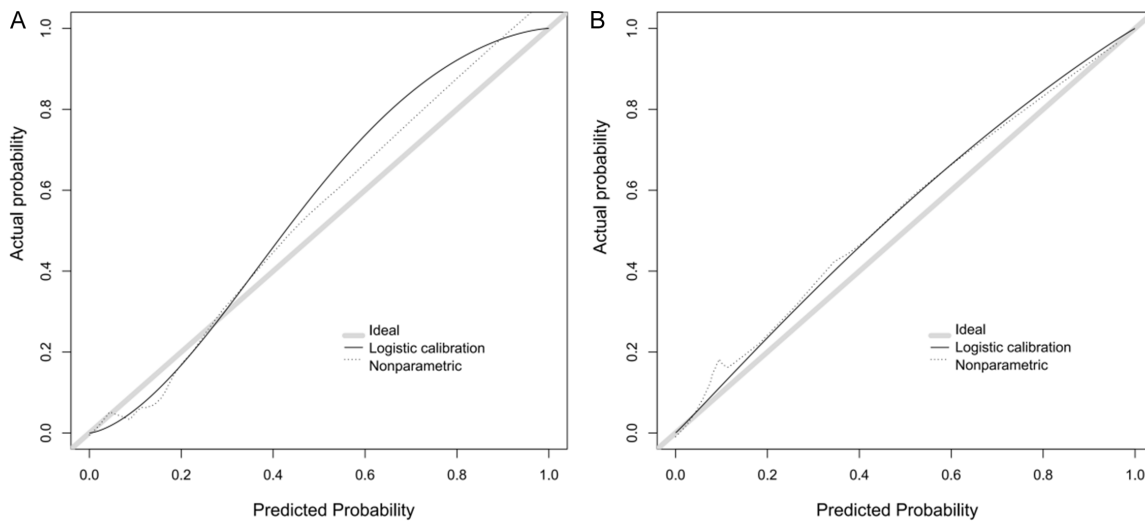 A
1.0
0.8
0.6
0.4
0.2
0.0
Actual probability
Ideal
Logistic calibration
Nonparametric
0.0 0.2 0.4 0.6 0.8 1.0
Predicted Probability
B
1.0
0.8
0.6
0.4
0.2
0.0
Actual probability
Ideal
Logistic calibration
Nonparametric
0.0 0.2 0.4 0.6 0.8 1.0
Predicted Probability